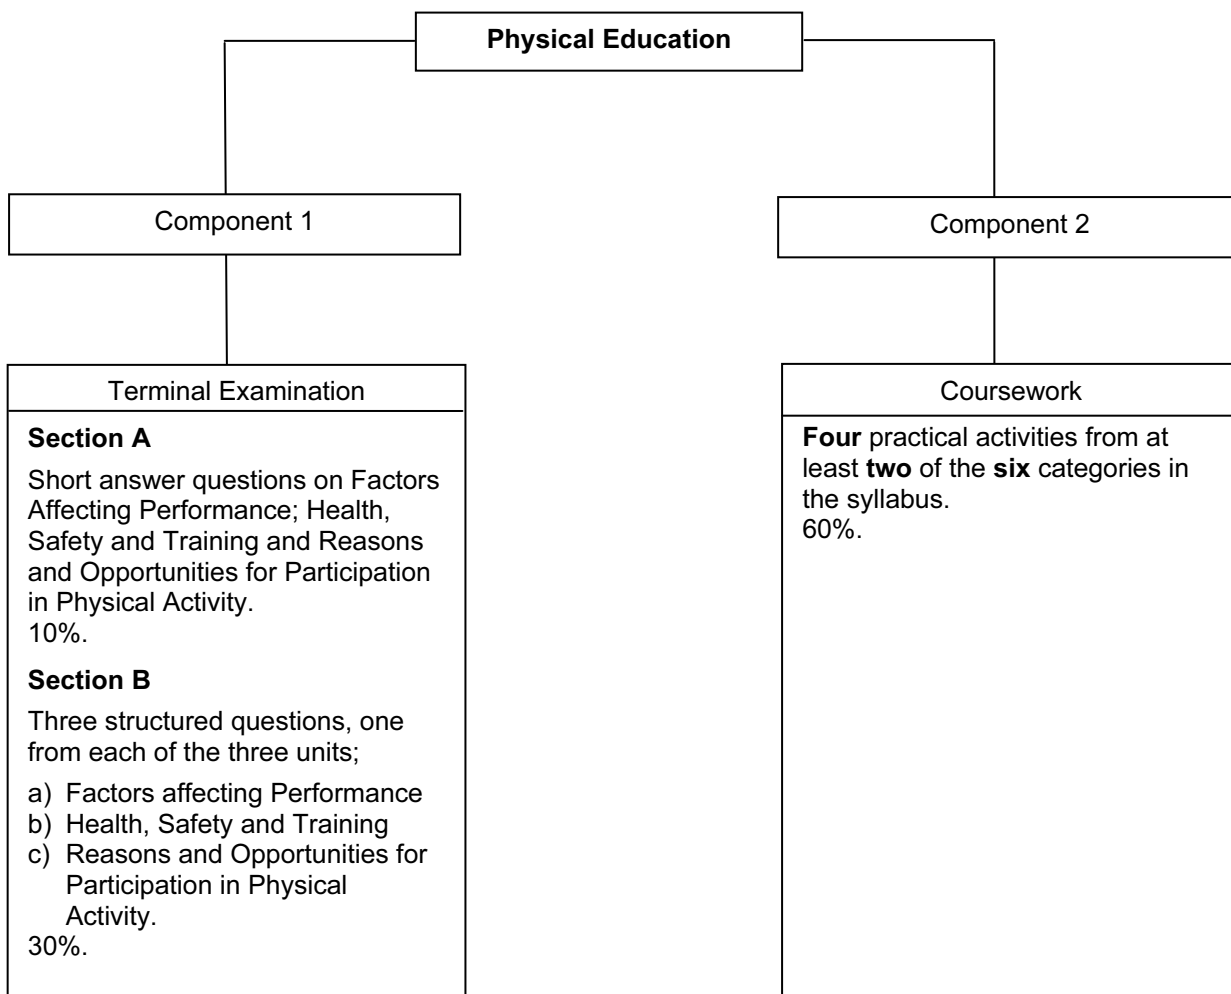 Physical Education
Component 1
Component 2
Terminal Examination
Section A
Short answer questions on Factors
Affecting Performance; Health,
Safety and Training and Reasons
and Opportunities for Participation
in Physical Activity.
10%.
Section B
Three structured questions, one
from each of the three units;
a) Factors affecting Performance
b) Health, Safety and Training
c) Reasons and Opportunities for
Participation in Physical
Activity.
30%.
Coursework
Four practical activities from at
least two of the six categories in
the syllabus.
60%.